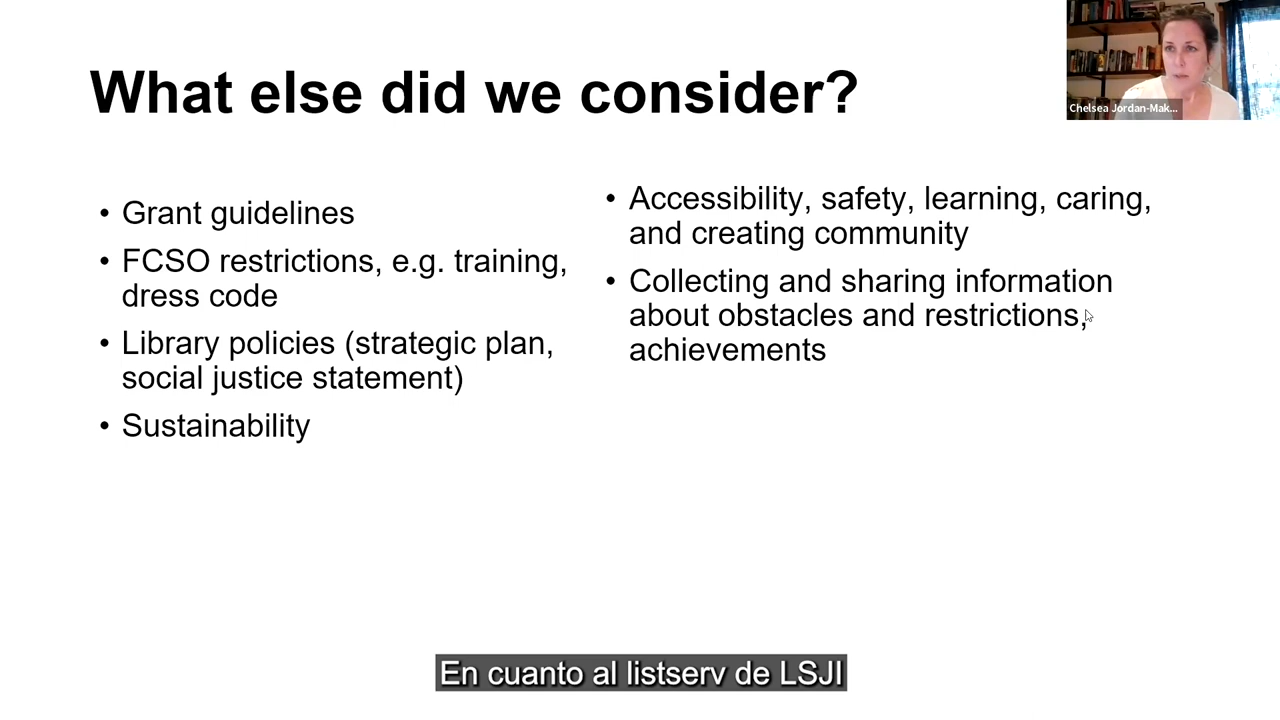 What else did we consider?
Chelsea Jordan-Mak...
• Grant guidelines
• FCSO restrictions, e.g. training,
dress code
• Library policies (strategic plan,
social justice statement)
• Sustainability
• Accessibility, safety, learning, caring,
and creating community
• Collecting and sharing information
about obstacles and restrictions,
achievements
En cuanto al listserv de LSJI